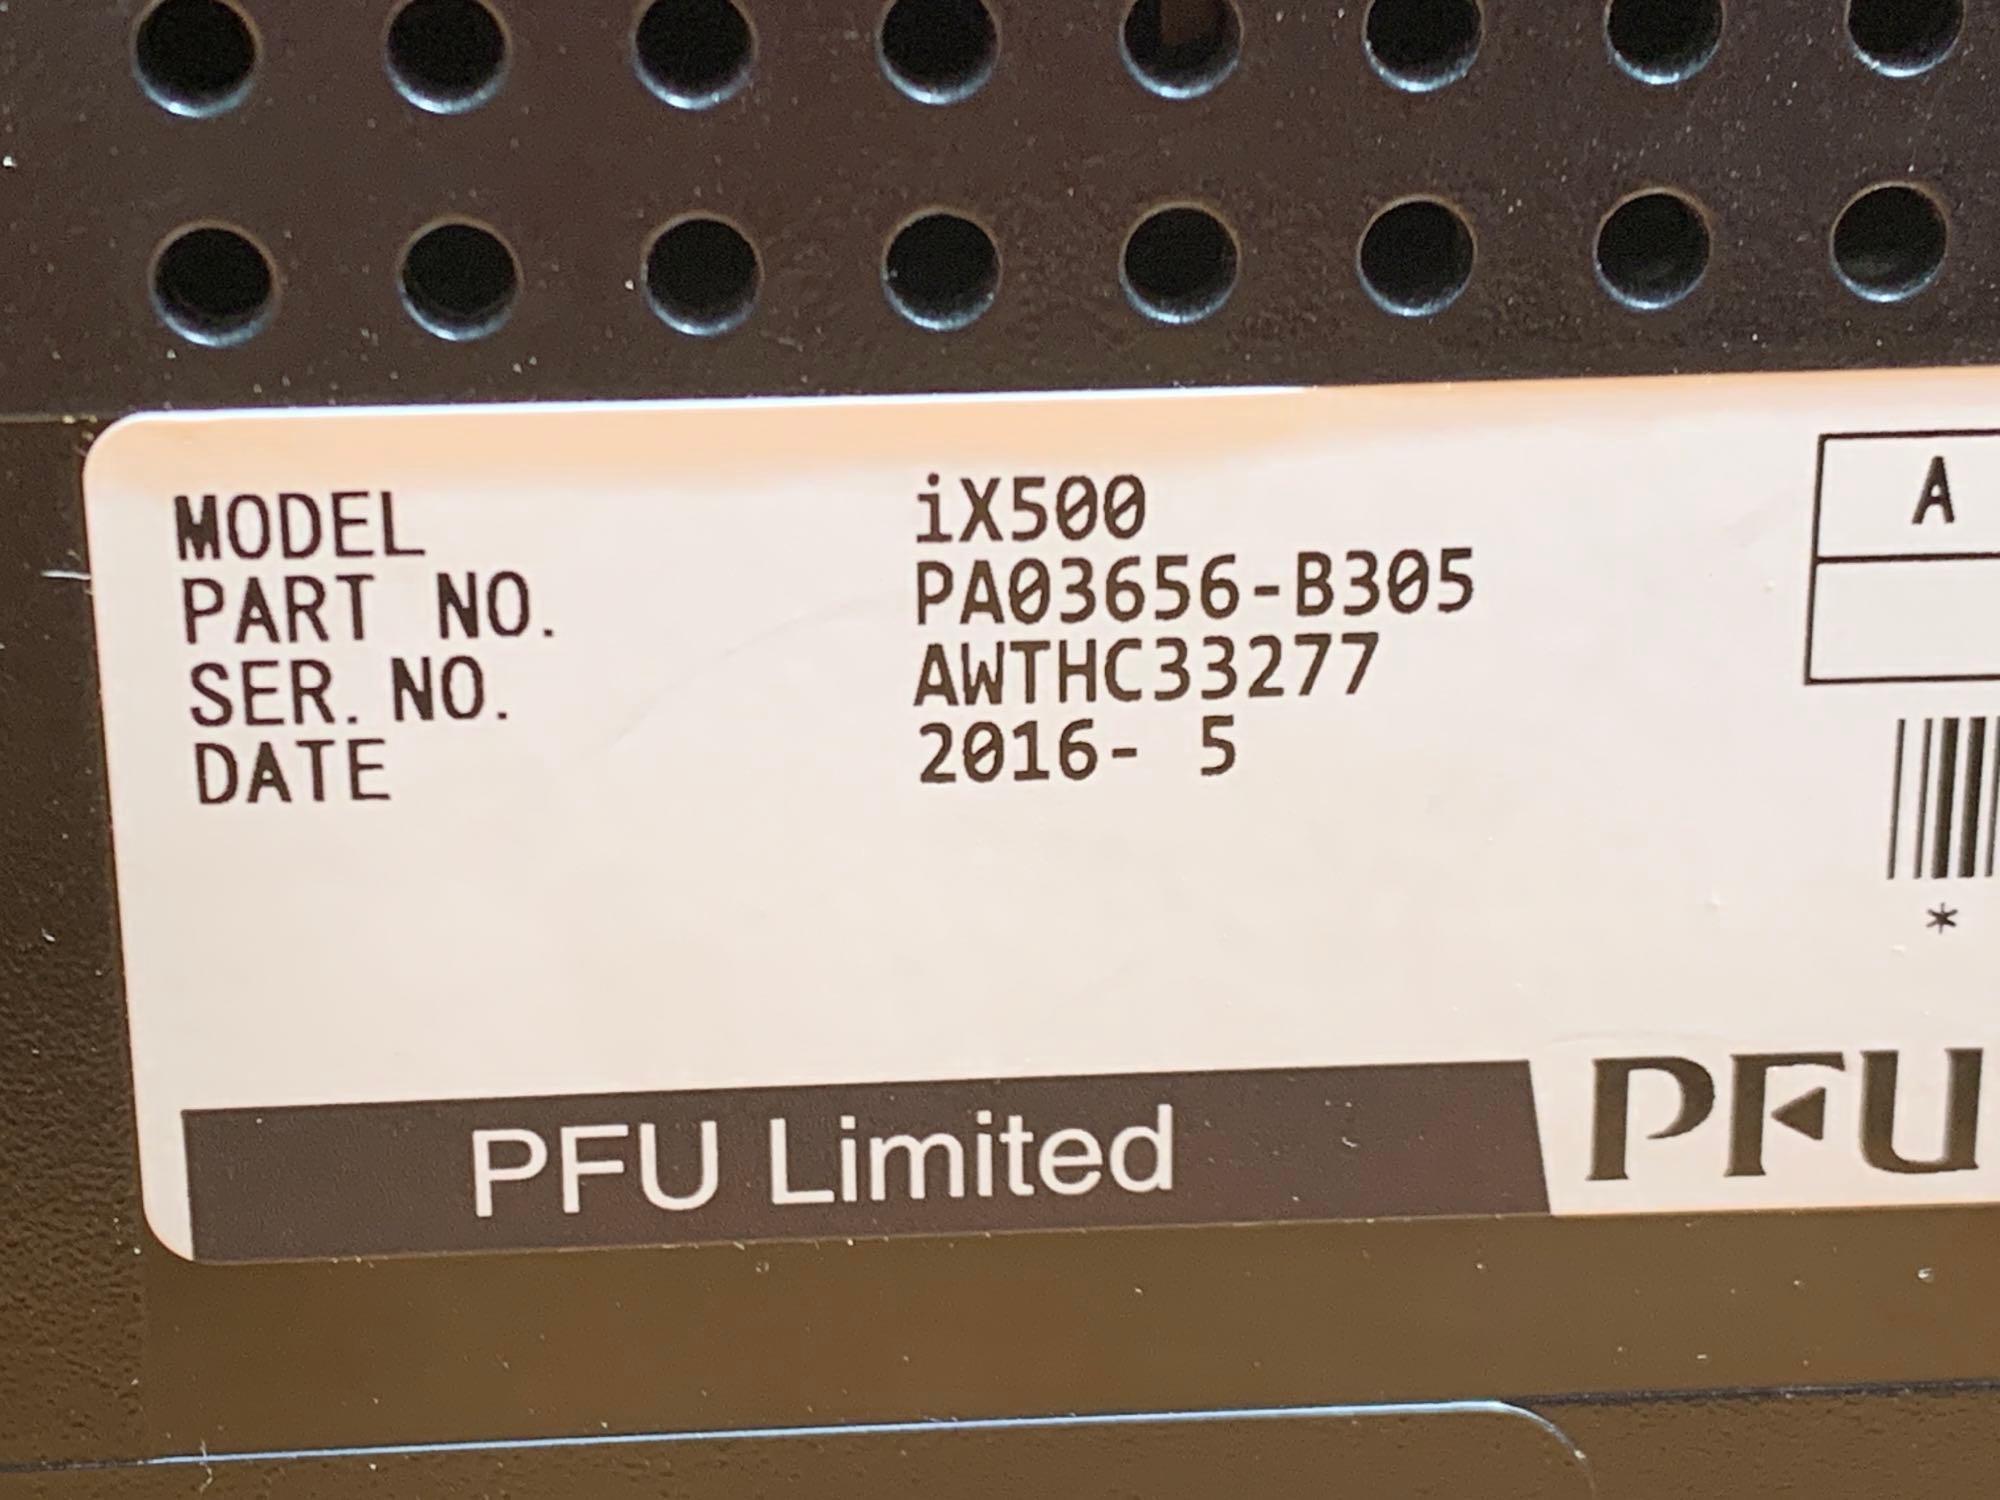 MODEL iX500
PART NO. PA03656-B305
SER. NO. AWTHC33277
DATE 2016- 5
A
*
PFU Limited
PFU